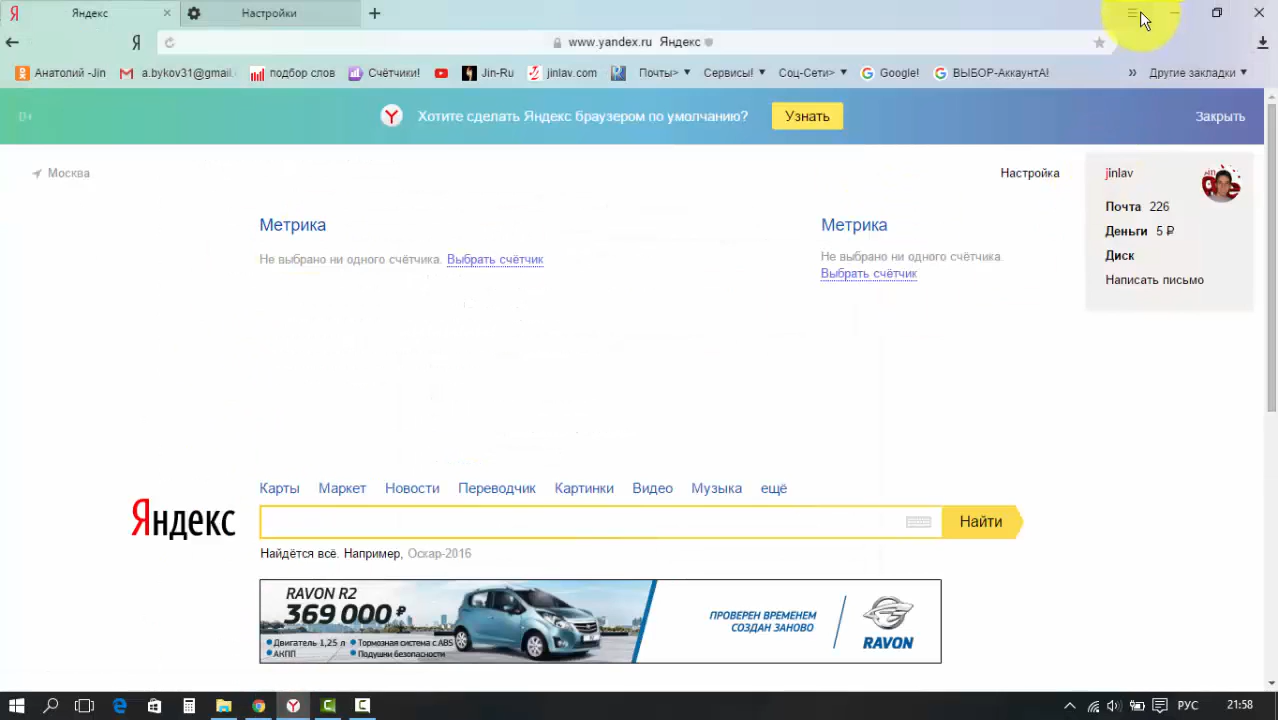 Яндекс
Настройки
www.yandex.ru Яндекс
Анатолий -Jin
a.bykov31@gmail.
подбор слов
Счётчики!
Jin-Ru
jinlav.com
Почты>
Сервисы!
Соц-Сети>
Google!
ВЫБОР-АккаунтА!
»
Другие закладки
0+
Хотите сделать Яндекс браузером по умолчанию?
Узнать
Закрыть
Москва
Настройка
jinlav
Почта 226
Деньги 5 ₽
Диск
Написать письмо
Метрика
Не выбрано ни одного счётчика. Выбрать счётчик
Метрика
Не выбрано ни одного счётчика.
Выбрать счётчик
Карты Маркет Новости Переводчик Картинки Видео Музыка ещё
Яндекс
Найти
Найдётся всё. Например, Оскар-2016
RAVON R2
369 000 ₽
• Двигатель 1,25 л • Тормозная система с ABS
• АКПП • Подушки безопасности
ПРОВЕРЕН ВРЕМЕНЕМ
СОЗДАН ЗАНОВО
RAVON
РУС
21:58